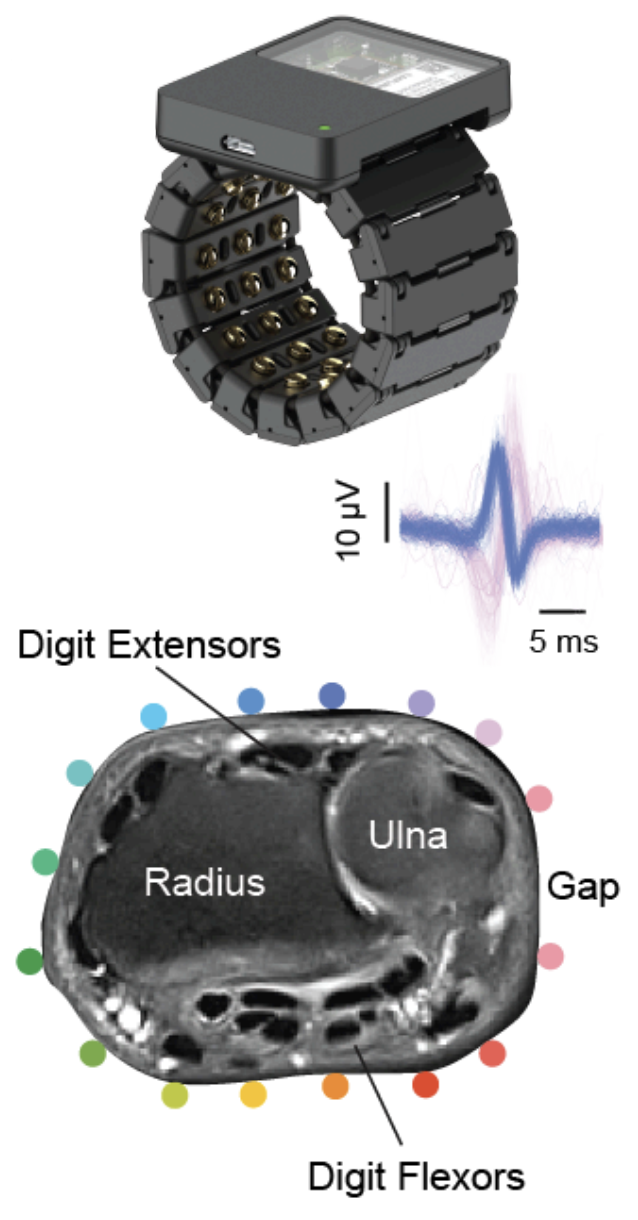 10 µV
5 ms
Digit Extensors
Ulna
Radius
Gap
Digit Flexors